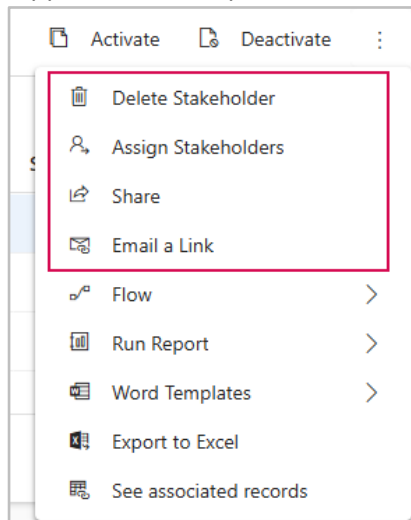 Activate Deactivate
Delete Stakeholder
Assign Stakeholders
Share
Email a Link
Flow
Run Report
Word Templates
Export to Excel
See associated records